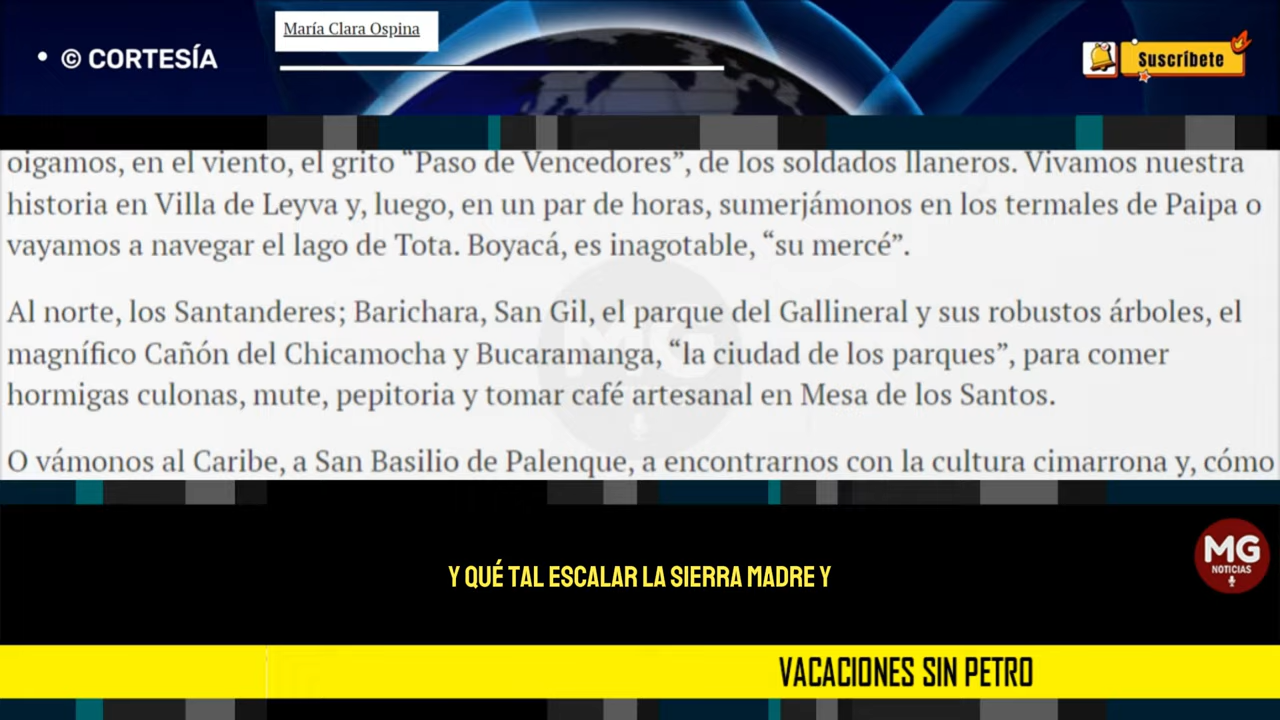 María Clara Ospina
• © CORTESÍA
Suscríbete
oigamos, en el viento, el grito “Paso de Vencedores”, de los soldados llaneros. Vivamos nuestra
historia en Villa de Leyva y, luego, en un par de horas, sumerjámonos en los termales de Paipa o
vayamos a navegar el lago de Tota. Boyacá, es inagotable, “su mercé”.
Al norte, los Santanderes; Barichara, San Gil, el parque del Gallineral y sus robustos árboles, el
magnífico Cañón del Chicamocha y Bucaramanga, “la ciudad de los parques”, para comer
hormigas culonas, mute, pepitoria y tomar café artesanal en Mesa de los Santos.
O vámonos al Caribe, a San Basilio de Palenque, a encontrarnos con la cultura cimarrona y, cómo
MG
Y QUÉ TAL ESCALAR LA SIERRA MADRE Y
MG
NOTICIAS
VACACIONES SIN PETRO